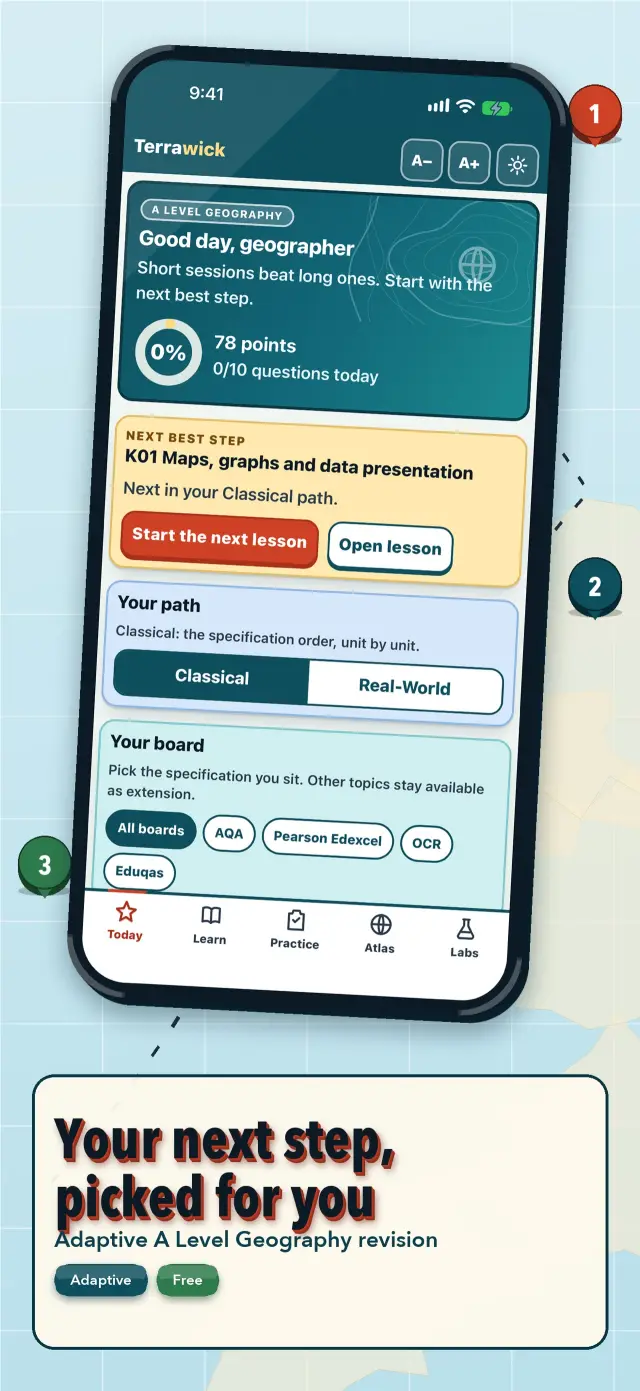 9:41
1
Terrawick
A−
A+
A LEVEL GEOGRAPHY
Good day, geographer
Short sessions beat long ones. Start with the
next best step.
0%
78 points
0/10 questions today
NEXT BEST STEP
K01 Maps, graphs and data presentation
Next in your Classical path.
Start the next lesson
Open lesson
2
Your path
Classical: the specification order, unit by unit.
Classical
Real-World
Your board
Pick the specification you sit. Other topics stay available
as extension.
All boards
AQA
Pearson Edexcel
OCR
Eduqas
3
Today
Learn
Practice
Atlas
Labs
Your next step,
picked for you
Adaptive A Level Geography revision
Adaptive
Free